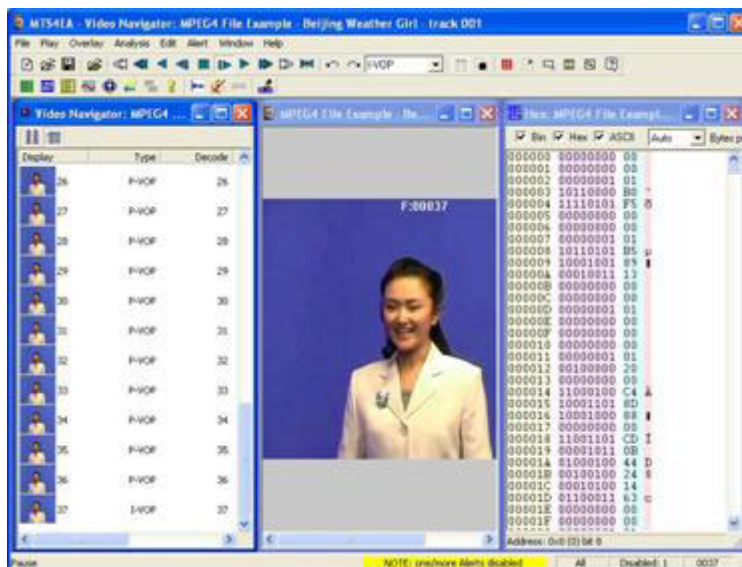 MTS4EA - Video Navigator: MPEG4 File Example - Beijing Weather Girl - track 001
File Play Overlay Analysis Edit Alert Window Help
I-VOP
Video Navigator: MPEG4 ...
Display Type Decode
26 P-VOP 26
27 P-VOP 27
28 P-VOP 28
29 P-VOP 29
30 P-VOP 30
31 P-VOP 31
32 P-VOP 32
33 P-VOP 33
34 P-VOP 34
35 P-VOP 35
36 P-VOP 36
37 I-VOP 37
MPEG4 File Example - Be...
F:00037
Hex: MPEG4 File Exampl...
Bin Hex ASCII Auto Bytes p
000000 00000000 00
000001 00000000 00
000002 00000001 01
000003 10110000 B0
000004 11110101 F5 õ
000005 00000000 00
000006 00000000 00
000007 00000001 01
000008 10110101 B5 µ
000009 10001001 89
00000A 00010011 13
00000B 00000000 00
00000C 00000000 00
00000D 00000001 01
00000E 00000000 00
00000F 00000000 00
000010 00000000 00
000011 00000001 01
000012 00100000 20
000013 00000000 00
000014 11000100 C4 Ä
000015 10001101 8D
000016 10001000 88
000017 00000000 00
000018 11001101 CD Í
000019 00001011 0B
00001A 01000100 44 D
00001B 00100100 24 $
00001C 00010100 14
00001D 01100011 63 c
00001E 00000000 00
00001F 00000000 00
Address: 0x0 (0) bit 0
Pause NOTE: one/more Alerts disabled All Disabled: 1 0037